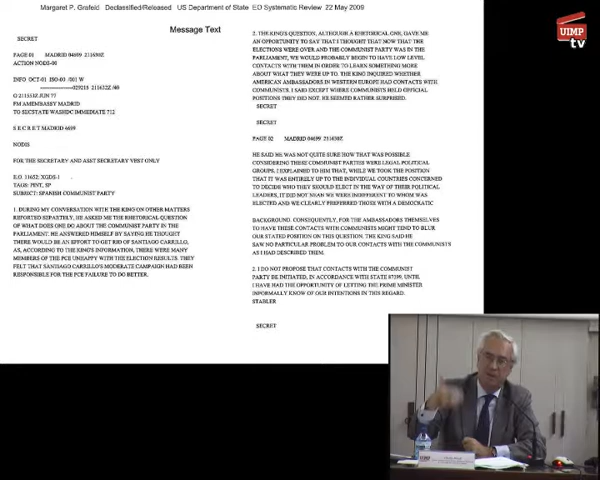 Margaret P. Grafeld Declassified/Released US Department of State EO Systematic Review 22 May 2009
Message Text
SECRET
PAGE 01 MADRID 04699 211630Z
ACTION NODS-00
INFO OCT-01 ISO-00 /001 W
O 211553Z JUN 77
FM AMEMBASSY MADRID
TO SECSTATE WASHDC IMMEDIATE 712
S E C R E T MADRID 4699
NODIS
FOR THE SECRETARY AND ASST SECRETARY VEST ONLY
E.O. 11652: XGDS-1
TAGS: PINT, SP
SUBJECT: SPANISH COMMUNIST PARTY
1. DURING MY CONVERSATION WITH THE KING ON OTHER MATTERS
REPORTED SEPARTELY, HE ASKED ME THE RHETORICAL QUESTION
OF WHAT DOES ONE DO ABOUT THE COMMUNIST PARTY IN THE
PARLIAMENT. HE ANSWERED HIMSELF BY SAYING HE THOUGHT
THERE WOULD BE AN EFFORT TO GET RID OF SANTIAGO CARRILLO,
AS, ACCORDING TO THE KING'S INFORMATION, THERE WERE MANY
MEMBERS OF THE PCE UNHAPPY WITH THE ELECTION RESULTS. THEY
FELT THAT SANTIAGO CARRILLO'S MODERATE CAMPAIGN HAD BEEN
RESPONSIBLE FOR THE PCE FAILURE TO DO BETTER.
2. THE KING'S QUESTION, ALTHOUGH A RHETORICAL ONE, GAVE ME
AN OPPORTUNITY TO SAY THAT I THOUGHT THAT NOW THAT THE
ELECTIONS WERE OVER AND THE COMMUNIST PARTY WAS IN THE
PARLIAMENT, WE WOULD PROBABLY BEGIN TO HAVE LOW LEVEL
CONTACTS WITH THEM IN ORDER TO LEARN SOMETHING MORE
ABOUT WHAT THEY WERE UP TO. THE KING INQUIRED WHETHER
AMERICAN AMBASSADORS IN WESTERN EUROPE HAD CONTACTS WITH
COMMUNISTS. I SAID EXCEPT WHERE COMMUNISTS HELD OFFICIAL
POSITIONS THEY DID NOT. HE SEEMED RATHER SURPRISED.
SECRET
SECRET
PAGE 02 MADRID 04699 211630Z
HE SAID HE WAS NOT QUITE SURE HOW THAT WAS POSSIBLE
CONSIDERING THESE COMMUNIST PARTIES WERE LEGAL POLITICAL
GROUPS. I EXPLAINED TO HIM THAT, WHILE WE TOOK THE POSITION
THAT IT WAS ENTIRELY UP TO THE INDIVIDUAL COUNTRIES CONCERNED
TO DECIDE WHO THEY SHOULD ELECT IN THE WAY OF THEIR POLITICAL
LEADERS, IT DID NOT MEAN WE WERE INDIFFERENT TO WHOM WAS
ELECTED AND WE CLEARLY PREFERRED THOSE WITH A DEMOCRATIC
BACKGROUND. CONSEQUENTLY, FOR THE AMBASSADORS THEMSELVES
TO HAVE THESE CONTACTS WITH COMMUNISTS MIGHT TEND TO BLUR
OUR STATED POSITION ON THIS QUESTION. THE KING SAID HE
SAW NO PARTICULAR PROBLEM TO OUR CONTACTS WITH THE COMMUNISTS
AS I HAD DESCRIBED THEM.
2. I DO NOT PROPOSE THAT CONTACTS WITH THE COMMUNIST
PARTY BE INITIATED, IN ACCORDANCE WITH STATE 87399, UNTIL
I HAVE HAD THE OPPORTUNITY OF LETTING THE PRIME MINISTER
INFORMALLY KNOW OF OUR INTENTIONS IN THIS REGARD.
STABLER
SECRET
UIMP
tv